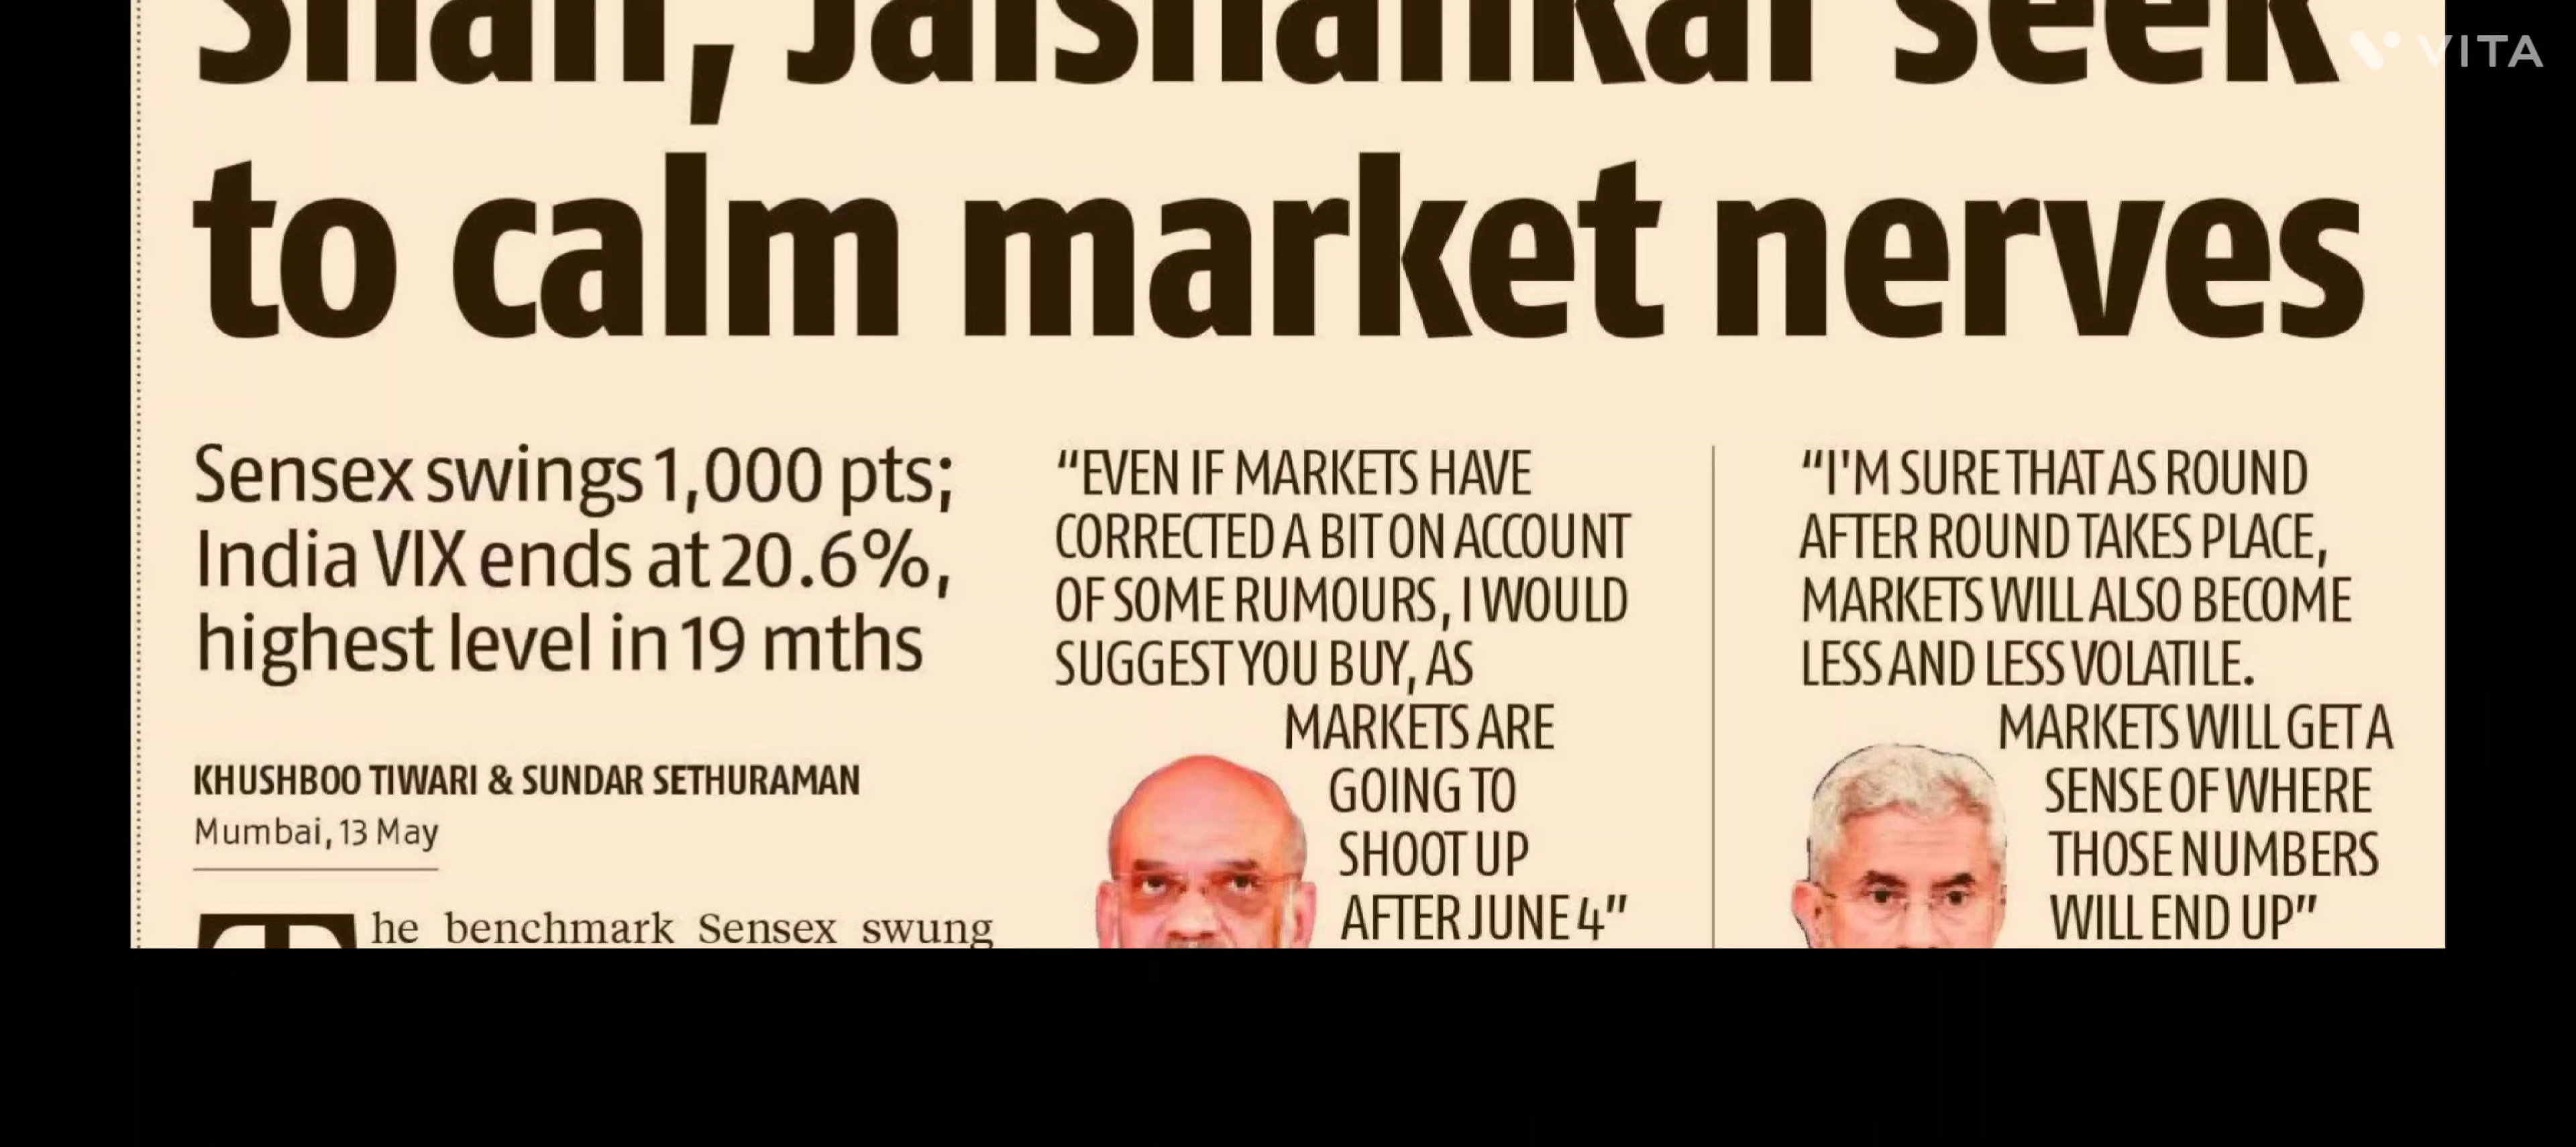 Shah, Jaishankar seek
to calm market nerves
VITA
Sensex swings 1,000 pts;
India VIX ends at 20.6%,
highest level in 19 mths
KHUSHBOO TIWARI & SUNDAR SETHURAMAN
Mumbai, 13 May
The benchmark Sensex swung
“EVEN IF MARKETS HAVE
CORRECTED A BIT ON ACCOUNT
OF SOME RUMOURS, I WOULD
SUGGEST YOU BUY, AS
MARKETS ARE
GOING TO
SHOOT UP
AFTER JUNE 4”
“I'M SURE THAT AS ROUND
AFTER ROUND TAKES PLACE,
MARKETS WILL ALSO BECOME
LESS AND LESS VOLATILE.
MARKETS WILL GET A
SENSE OF WHERE
THOSE NUMBERS
WILL END UP”